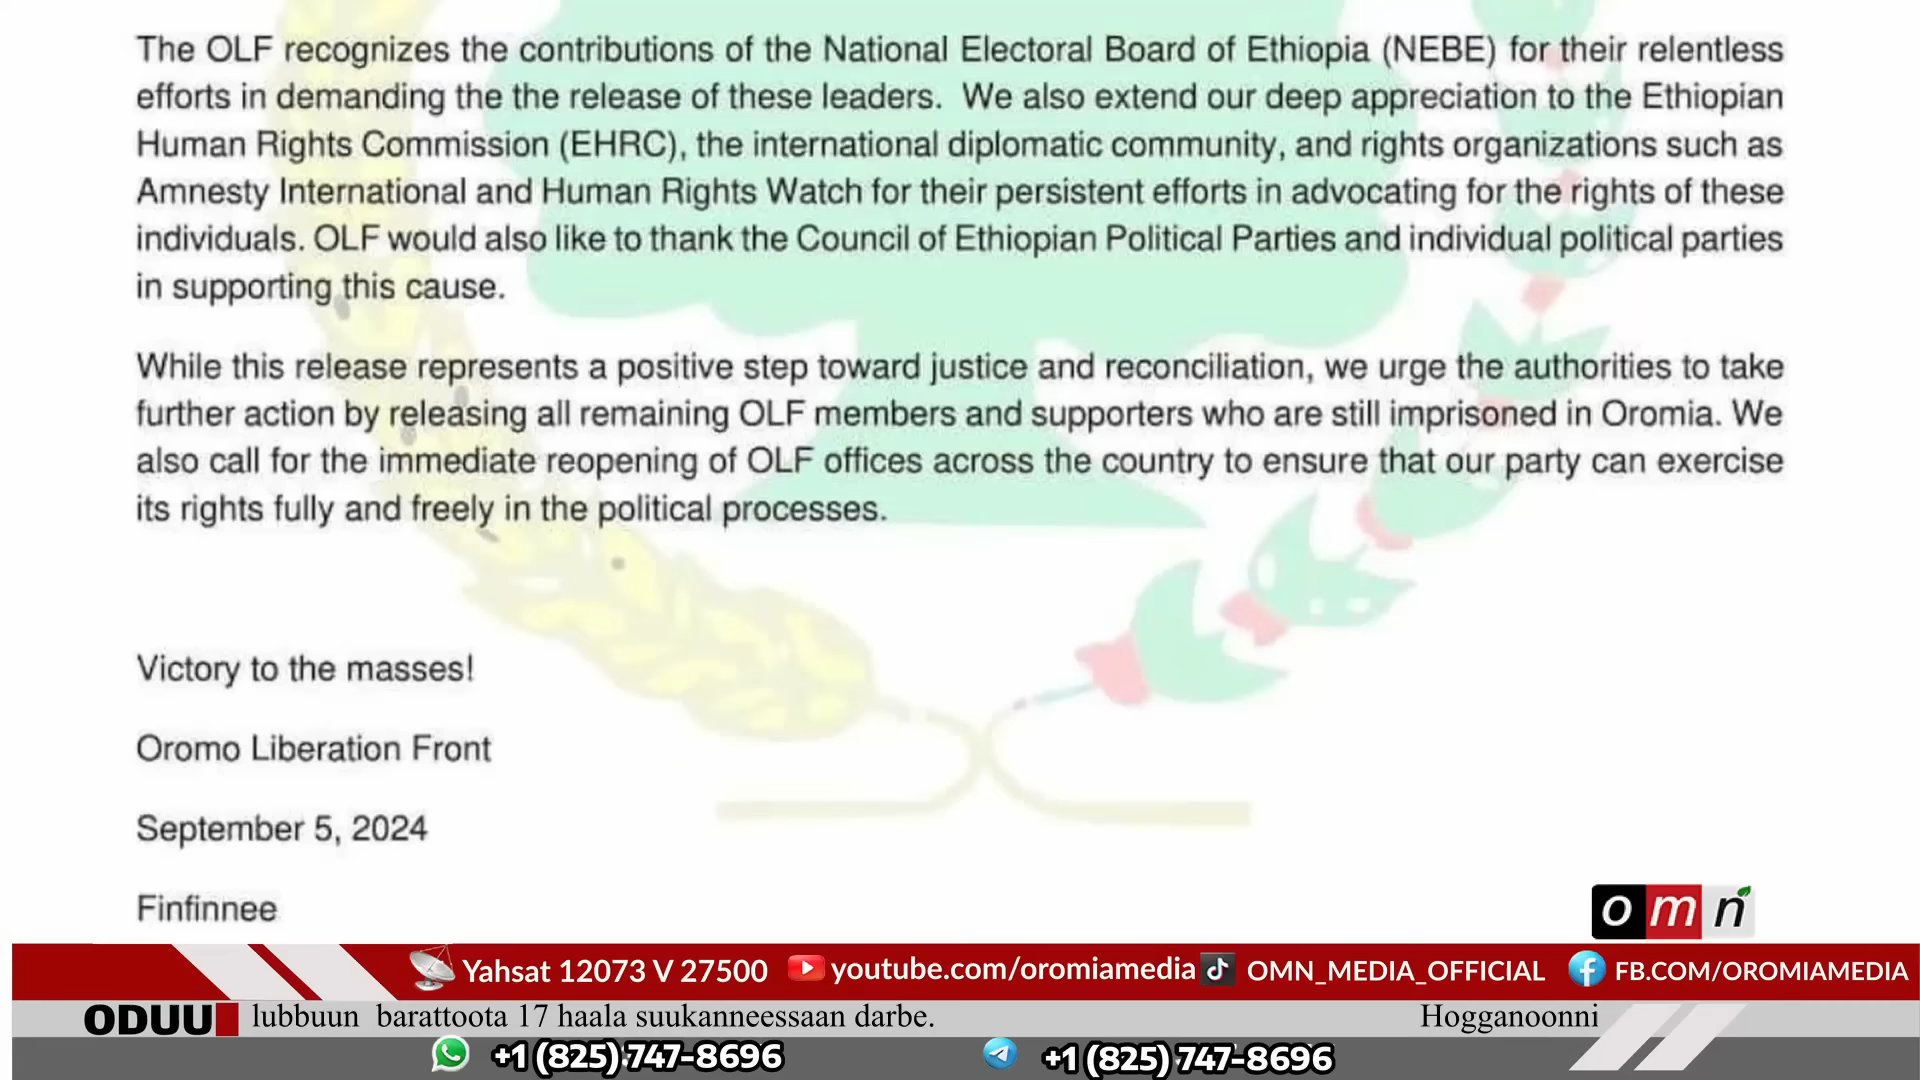 The OLF recognizes the contributions of the National Electoral Board of Ethiopia (NEBE) for their relentless
efforts in demanding the the release of these leaders.  We also extend our deep appreciation to the Ethiopian
Human Rights Commission (EHRC), the international diplomatic community, and rights organizations such as
Amnesty International and Human Rights Watch for their persistent efforts in advocating for the rights of these
individuals. OLF would also like to thank the Council of Ethiopian Political Parties and individual political parties
in supporting this cause.
While this release represents a positive step toward justice and reconciliation, we urge the authorities to take
further action by releasing all remaining OLF members and supporters who are still imprisoned in Oromia. We
also call for the immediate reopening of OLF offices across the country to ensure that our party can exercise
its rights fully and freely in the political processes.
Victory to the masses!
Oromo Liberation Front
September 5, 2024
Finfinnee
omn
Yahsat 12073 V 27500 youtube.com/oromiamedia OMN_MEDIA_OFFICIAL FB.COM/OROMIAMEDIA
ODUU lubbuun  barattoota 17 haala suukanneessaan darbe. Hogganoonni
+1 (825) 747-8696 +1 (825) 747-8696